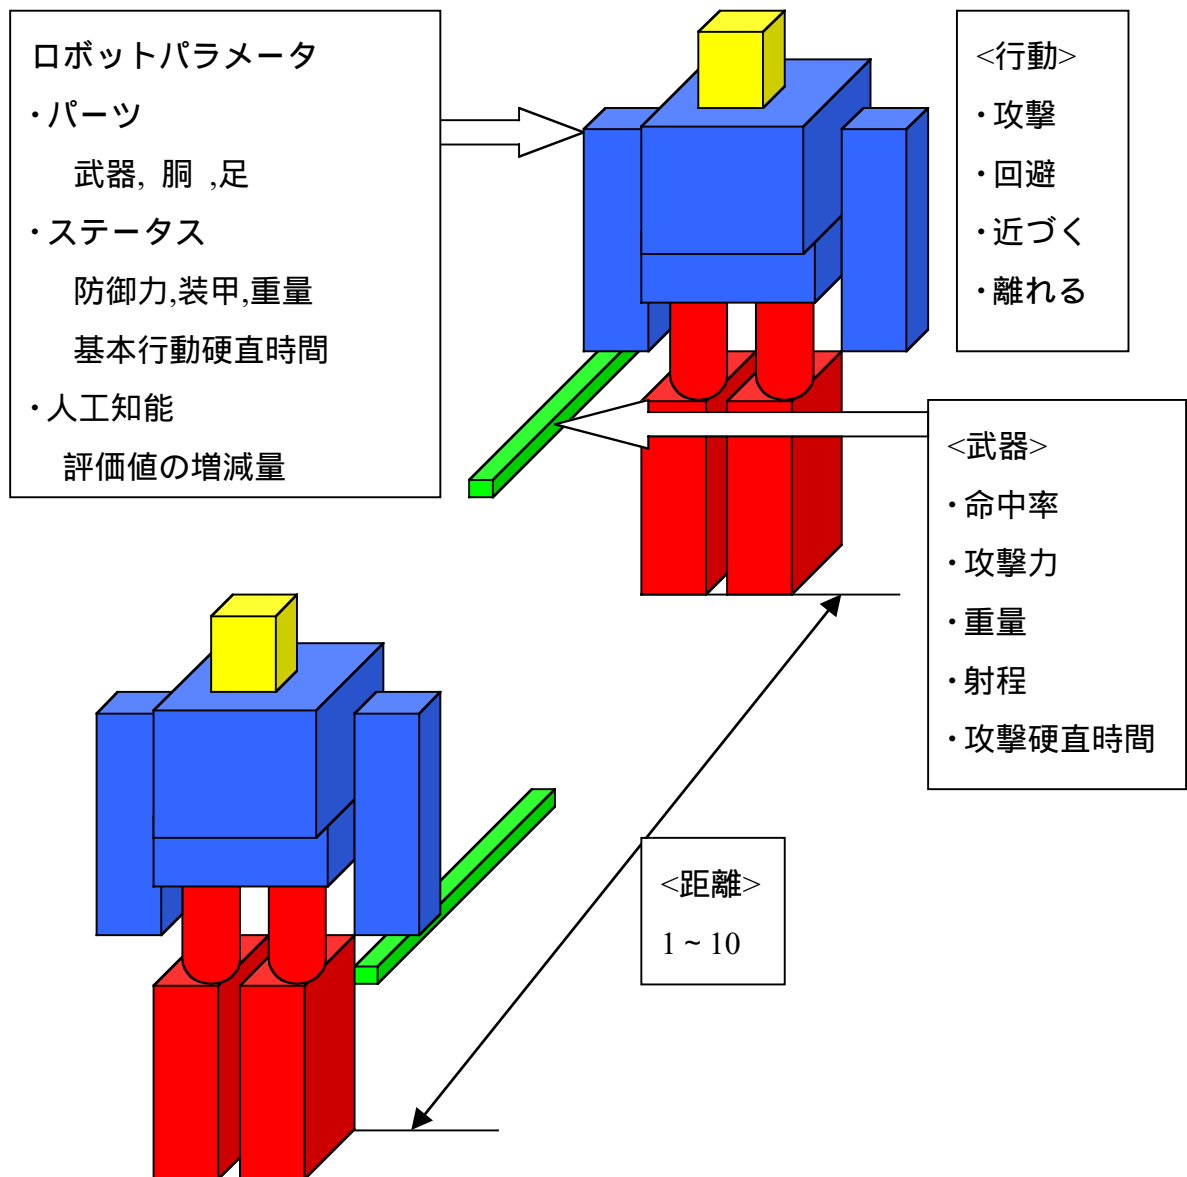 ロボットパラメータ
・パーツ
武器, 胴 ,足
・ステータス
防御力,装甲,重量
基本行動硬直時間
・人工知能
評価値の増減量
<行動>
・攻撃
・回避
・近づく
・離れる
<武器>
・命中率
・攻撃力
・重量
・射程
・攻撃硬直時間
<距離>
1~10